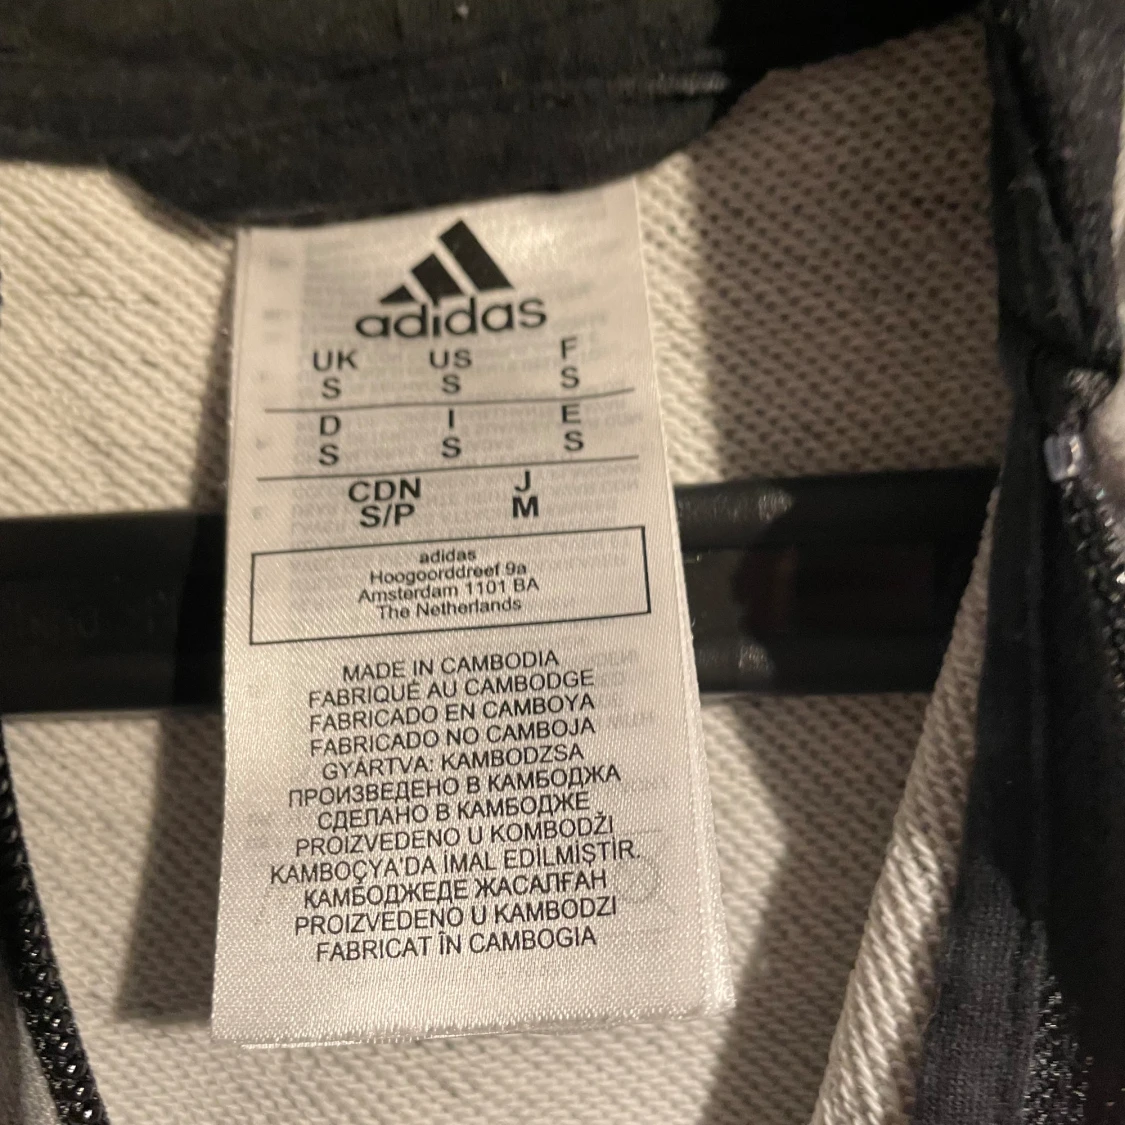 adidas
UK US F
S S S
D I E
S S S
CDN J
S/P M
adidas
Hoogoorddreef 9a
Amsterdam 1101 BA
The Netherlands
MADE IN CAMBODIA
FABRIQUÉ AU CAMBODGE
FABRICADO EN CAMBOYA
FABRICADO NO CAMBOJA
GYÁRTVA: KAMBODZSA
ПРОИЗВЕДЕНО В КАМБОДЖА
СДЕЛАНО В КАМБОДЖЕ
PROIZVEDENO U KOMBODŽI
KAMBOÇYA'DA İMAL EDİLMİŞTİR.
КАМБОДЖЕДЕ ЖАСАЛҒАН
PROIZVEDENO U KAMBODZI
FABRICAT ÎN CAMBOGIA